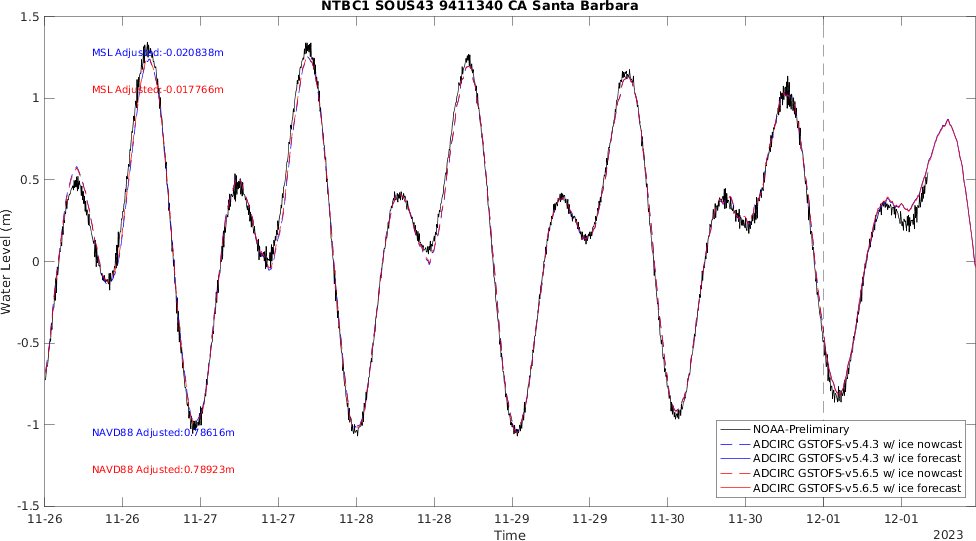 NTBC1 SOUS43 9411340 CA Santa Barbara
1.5
MSL Adjusted:-0.020838m
MSL Adjusted:-0.017766m
1
0.5
Water Level (m)
0
-0.5
-1
NAVD88 Adjusted:0.78616m
NAVD88 Adjusted:0.78923m
-1.5
NOAA-Preliminary
ADCIRC GSTOFS-v5.4.3 w/ ice nowcast
ADCIRC GSTOFS-v5.4.3 w/ ice forecast
ADCIRC GSTOFS-v5.6.5 w/ ice nowcast
ADCIRC GSTOFS-v5.6.5 w/ ice forecast
11-26 11-26 11-27 11-27 11-28 11-28 11-29 11-29 11-30 11-30 12-01 12-01
Time
2023